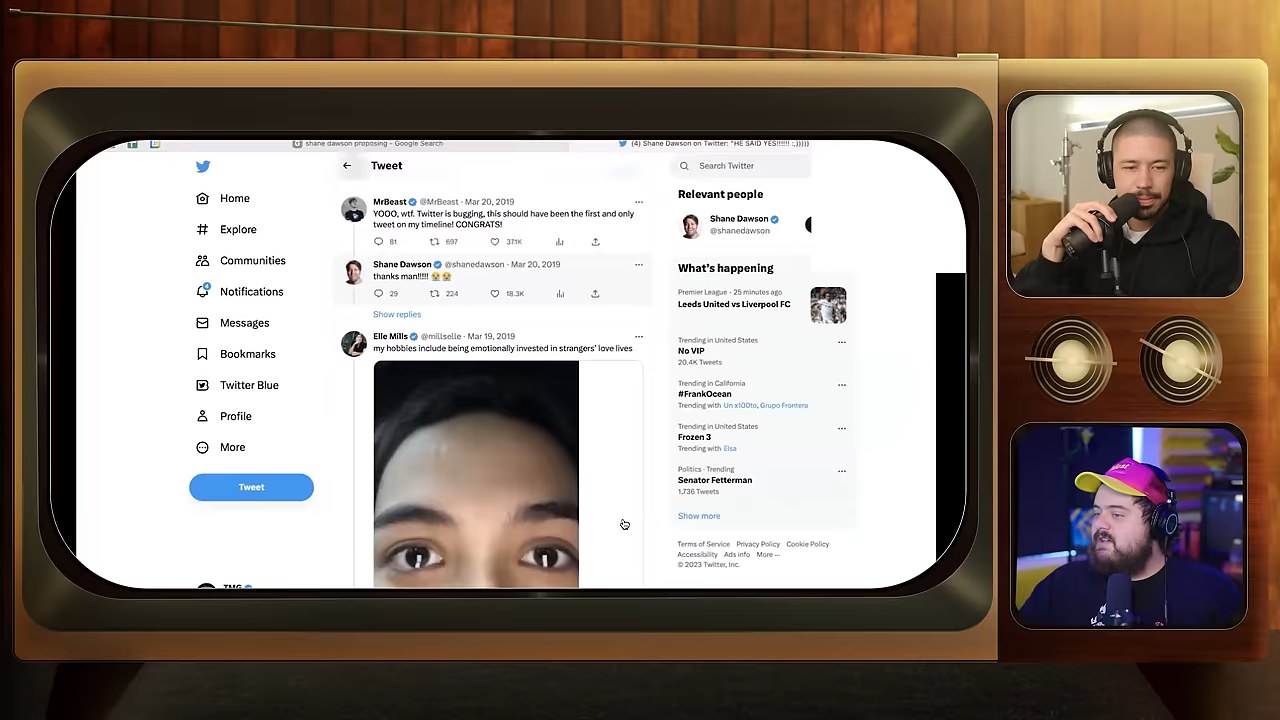 shane dawson proposing - Google Search
(4) Shane Dawson on Twitter: "HE SAID YES!!!!!! :,)))))
Home
Explore
Communities
Notifications
Messages
Bookmarks
Twitter Blue
Profile
More
Tweet
TMG
Tweet
MrBeast @MrBeast · Mar 20, 2019
YOOO, wtf. Twitter is bugging, this should have been the first and only
tweet on my timeline! CONGRATS!
81 697 37.1K
Shane Dawson @shanedawson · Mar 20, 2019
thanks man!!!!! 😭😭
29 224 18.3K
Show replies
Elle Mills @millselle · Mar 19, 2019
my hobbies include being emotionally invested in strangers' love lives
Search Twitter
Relevant people
Shane Dawson
@shanedawson
What's happening
Premier League · 25 minutes ago
Leeds United vs Liverpool FC
Trending in United States
No VIP
20.4K Tweets
Trending in California
#FrankOcean
Trending with Un x100to, Grupo Frontera
Trending in United States
Frozen 3
Trending with Elsa
Politics · Trending
Senator Fetterman
1,736 Tweets
Show more
Terms of Service Privacy Policy Cookie Policy
Accessibility Ads info More ···
© 2023 Twitter, Inc.